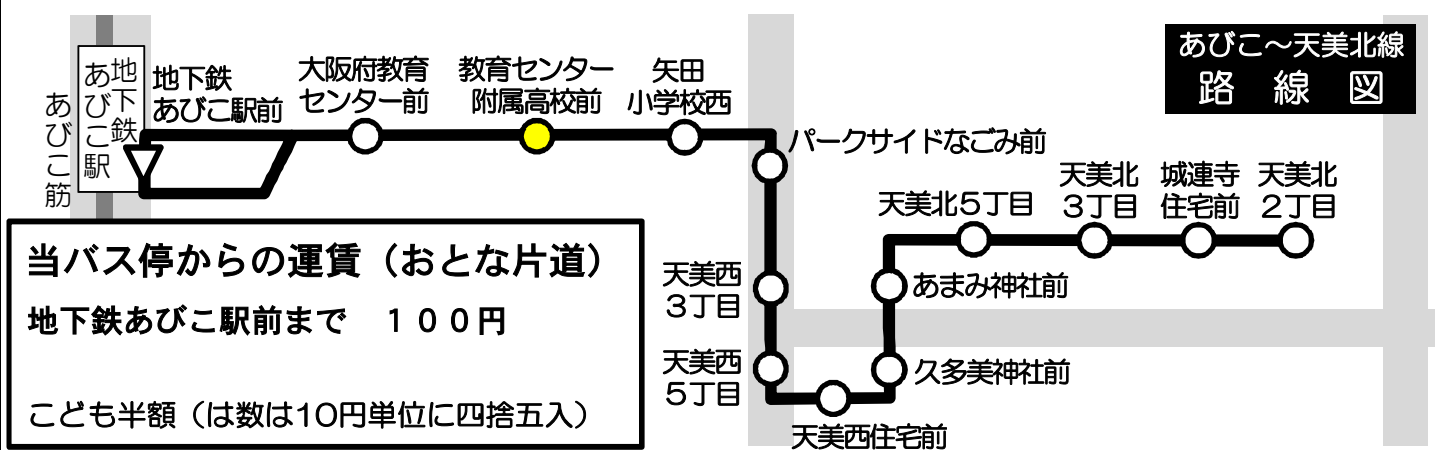 あびこ～天美北線
路線図
あびこ筋
地下鉄
あびこ駅
地下鉄
あびこ駅前
大阪府教育
センター前
教育センター
附属高校前
矢田
小学校西
パークサイドなごみ前
天美西
3丁目
天美西
5丁目
天美西住宅前
久多美神社前
あまみ神社前
天美北5丁目
天美北
3丁目
城連寺
住宅前
天美北
2丁目
当バス停からの運賃（おとな片道）
地下鉄あびこ駅前まで　１００円
こども半額（は数は10円単位に四捨五入）